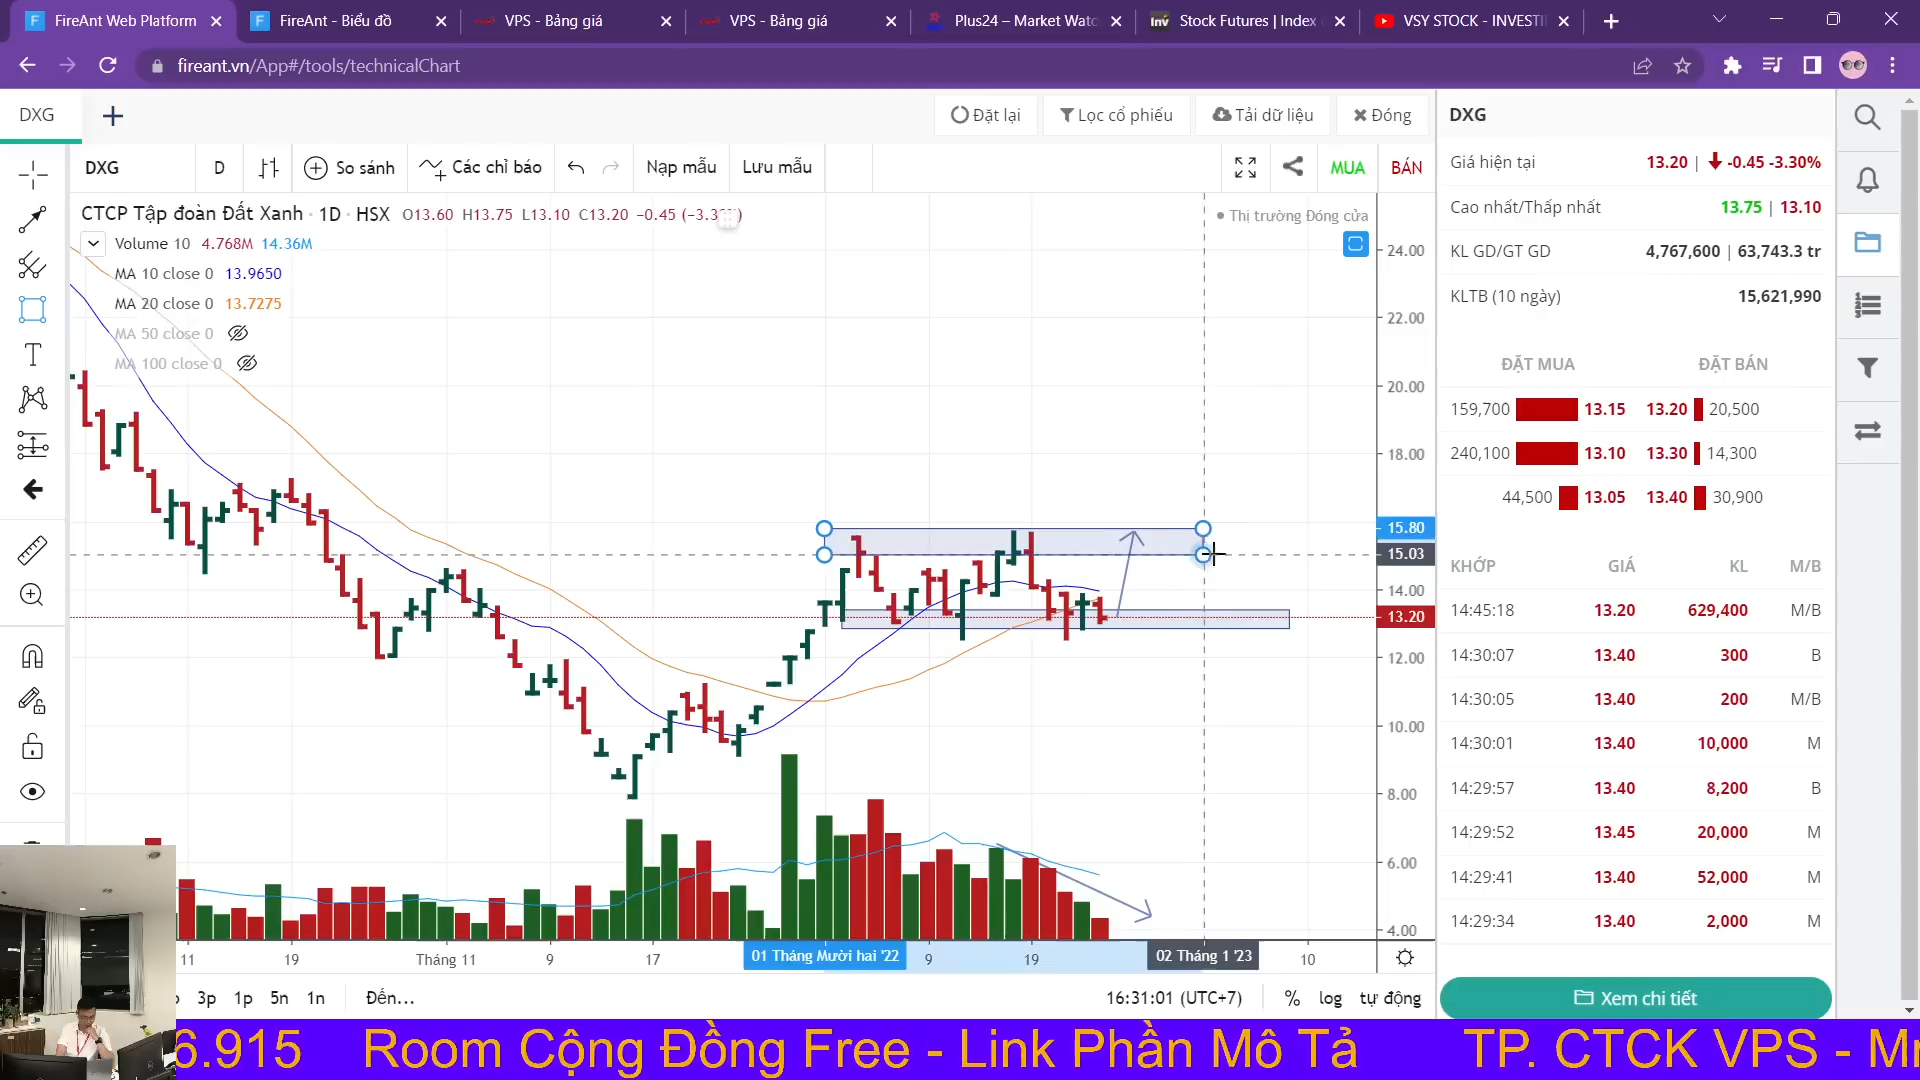 FireAnt Web Platform
FireAnt - Biểu đồ
VPS - Bảng giá
VPS - Bảng giá
Plus24 – Market Watc
Stock Futures | Index
VSY STOCK - INVESTI
fireant.vn/App#/tools/technicalChart
DXG
Đặt lại
Lọc cổ phiếu
Tải dữ liệu
Đóng
DXG
D
So sánh
Các chỉ báo
Nạp mẫu
Lưu mẫu
MUA
BÁN
CTCP Tập đoàn Đất Xanh · 1D · HSX O13.60 H13.75 L13.10 C13.20 −0.45 (−3.3
Thị trường Đóng cửa
Volume 10 4.768M 14.36M
MA 10 close 0 13.9650
MA 20 close 0 13.7275
MA 50 close 0
MA 100 close 0
24.00
22.00
20.00
18.00
15.80
15.03
14.00
13.20
12.00
10.00
8.00
6.00
4.00
11
19
Tháng 11
9
17
01 Tháng Mười hai '22
9
19
02 Tháng 1 '23
10
3p 1p 5n 1n
Đến...
16:31:01 (UTC+7)
% log tự động
DXG
Giá hiện tại 13.20 | -0.45 -3.30%
Cao nhất/Thấp nhất 13.75 | 13.10
KL GD/GT GD 4,767,600 | 63,743.3 tr
KLTB (10 ngày) 15,621,990
ĐẶT MUA ĐẶT BÁN
159,700 13.15 13.20 20,500
240,100 13.10 13.30 14,300
44,500 13.05 13.40 30,900
KHỚP GIÁ KL M/B
14:45:18 13.20 629,400 M/B
14:30:07 13.40 300 B
14:30:05 13.40 200 M/B
14:30:01 13.40 10,000 M
14:29:57 13.40 8,200 B
14:29:52 13.45 20,000 M
14:29:41 13.40 52,000 M
14:29:34 13.40 2,000 M
Xem chi tiết
6.915 Room Cộng Đồng Free - Link Phần Mô Tả TP. CTCK VPS - Mr